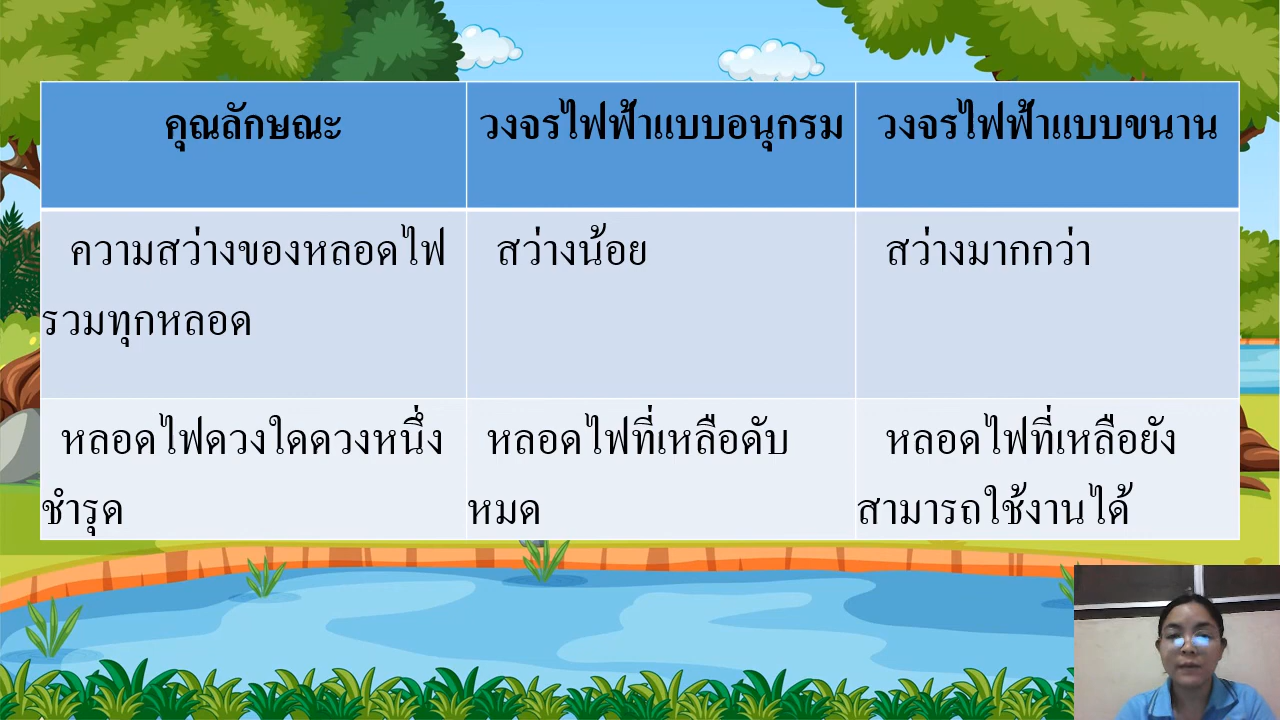 คุณลักษณะ
วงจรไฟฟ้าแบบอนุกรม
วงจรไฟฟ้าแบบขนาน
ความสว่างของหลอดไฟ
รวมทุกหลอด
สว่างน้อย
สว่างมากกว่า
หลอดไฟดวงใดดวงหนึ่ง
ชำรุด
หลอดไฟที่เหลือดับ
หมด
หลอดไฟที่เหลือยัง
สามารถใช้งานได้